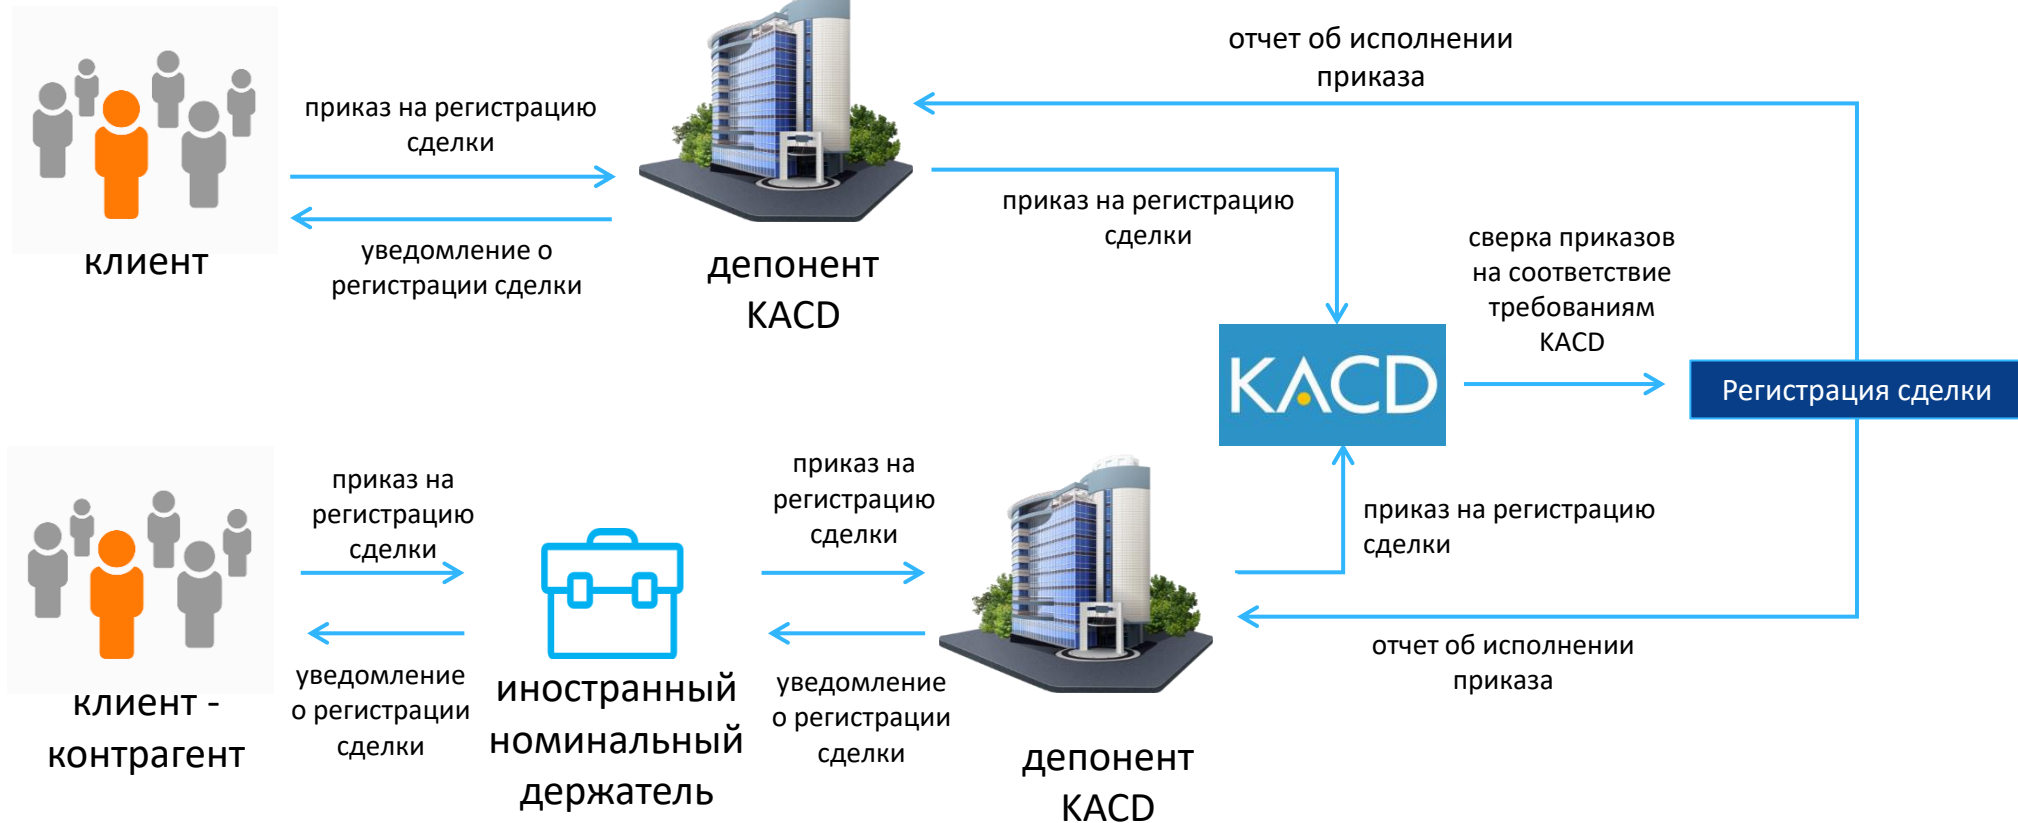 отчет об исполнении
приказа
приказ на регистрацию
сделки
приказ на регистрацию
сделки
уведомление о
регистрации сделки
клиент
депонент
KACD
сверка приказов
на соответствие
требованиям
KACD
KACD
Регистрация сделки
приказ на
регистрацию
сделки
приказ на
регистрацию
сделки
приказ на регистрацию
сделки
уведомление
о регистрации
сделки
уведомление
о регистрации
сделки
отчет об исполнении
приказа
клиент -
контрагент
иностранный
номинальный
держатель
депонент
KACD